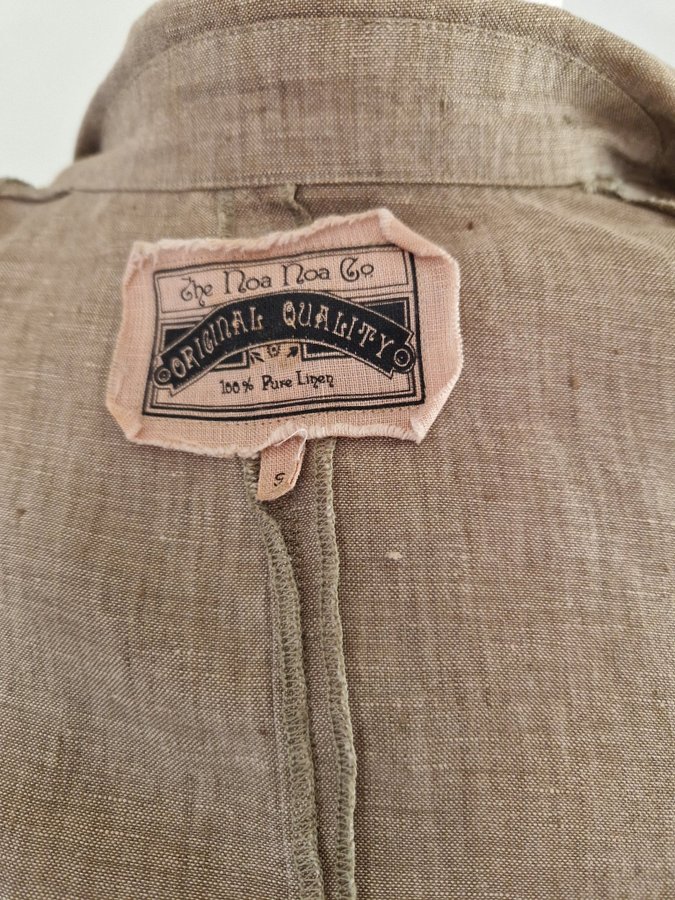 The Noa Noa Co
ORIGINAL QUALITY
100% Pure Linen
S